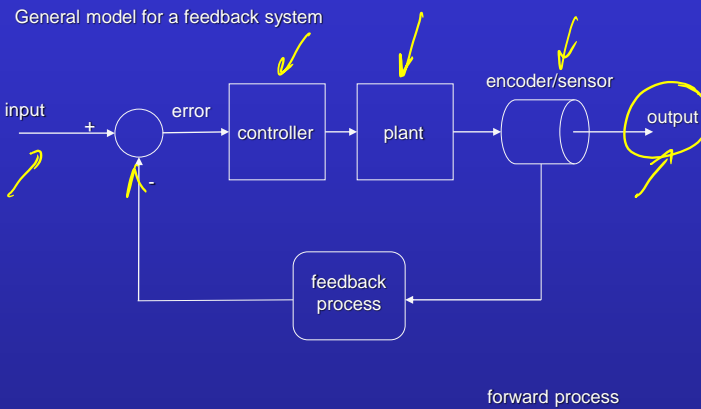 General model for a feedback system
encoder/sensor
input
+
error
controller
plant
output
-
feedback
process
forward process